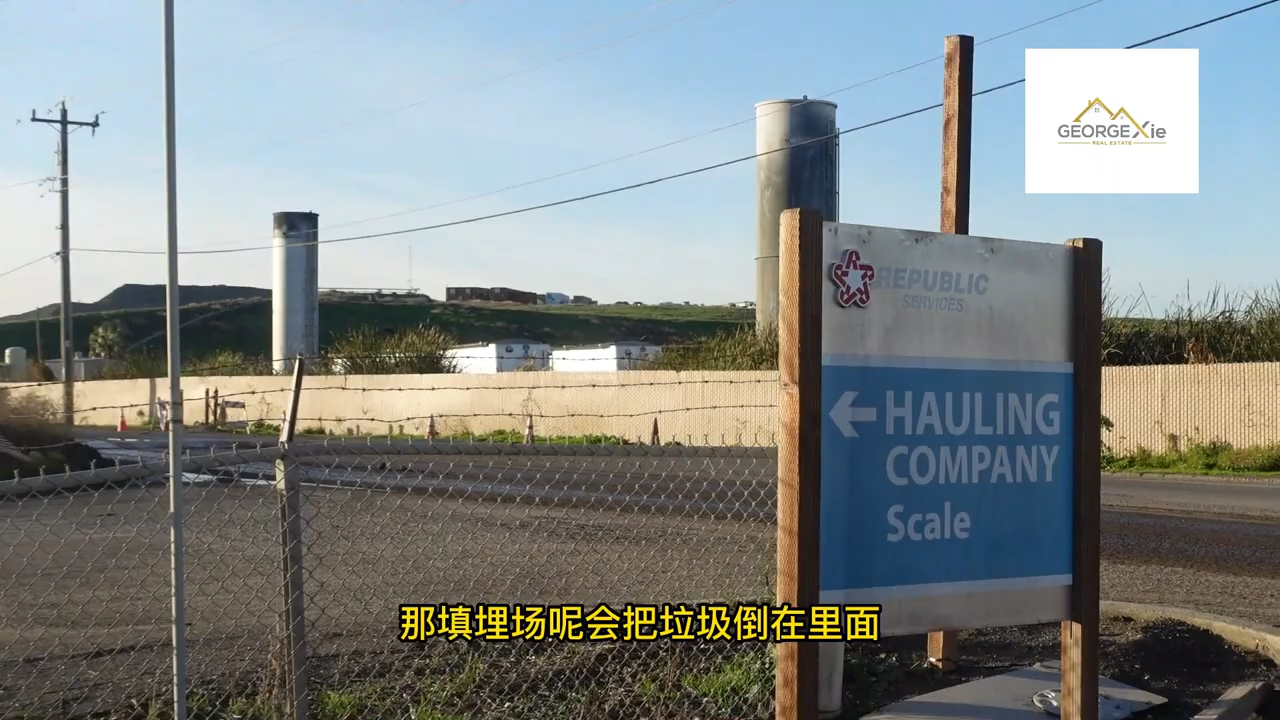 GEORGE Xie
REAL ESTATE
REPUBLIC
SERVICES
← HAULING
COMPANY
Scale
那填埋场呢会把垃圾倒在里面